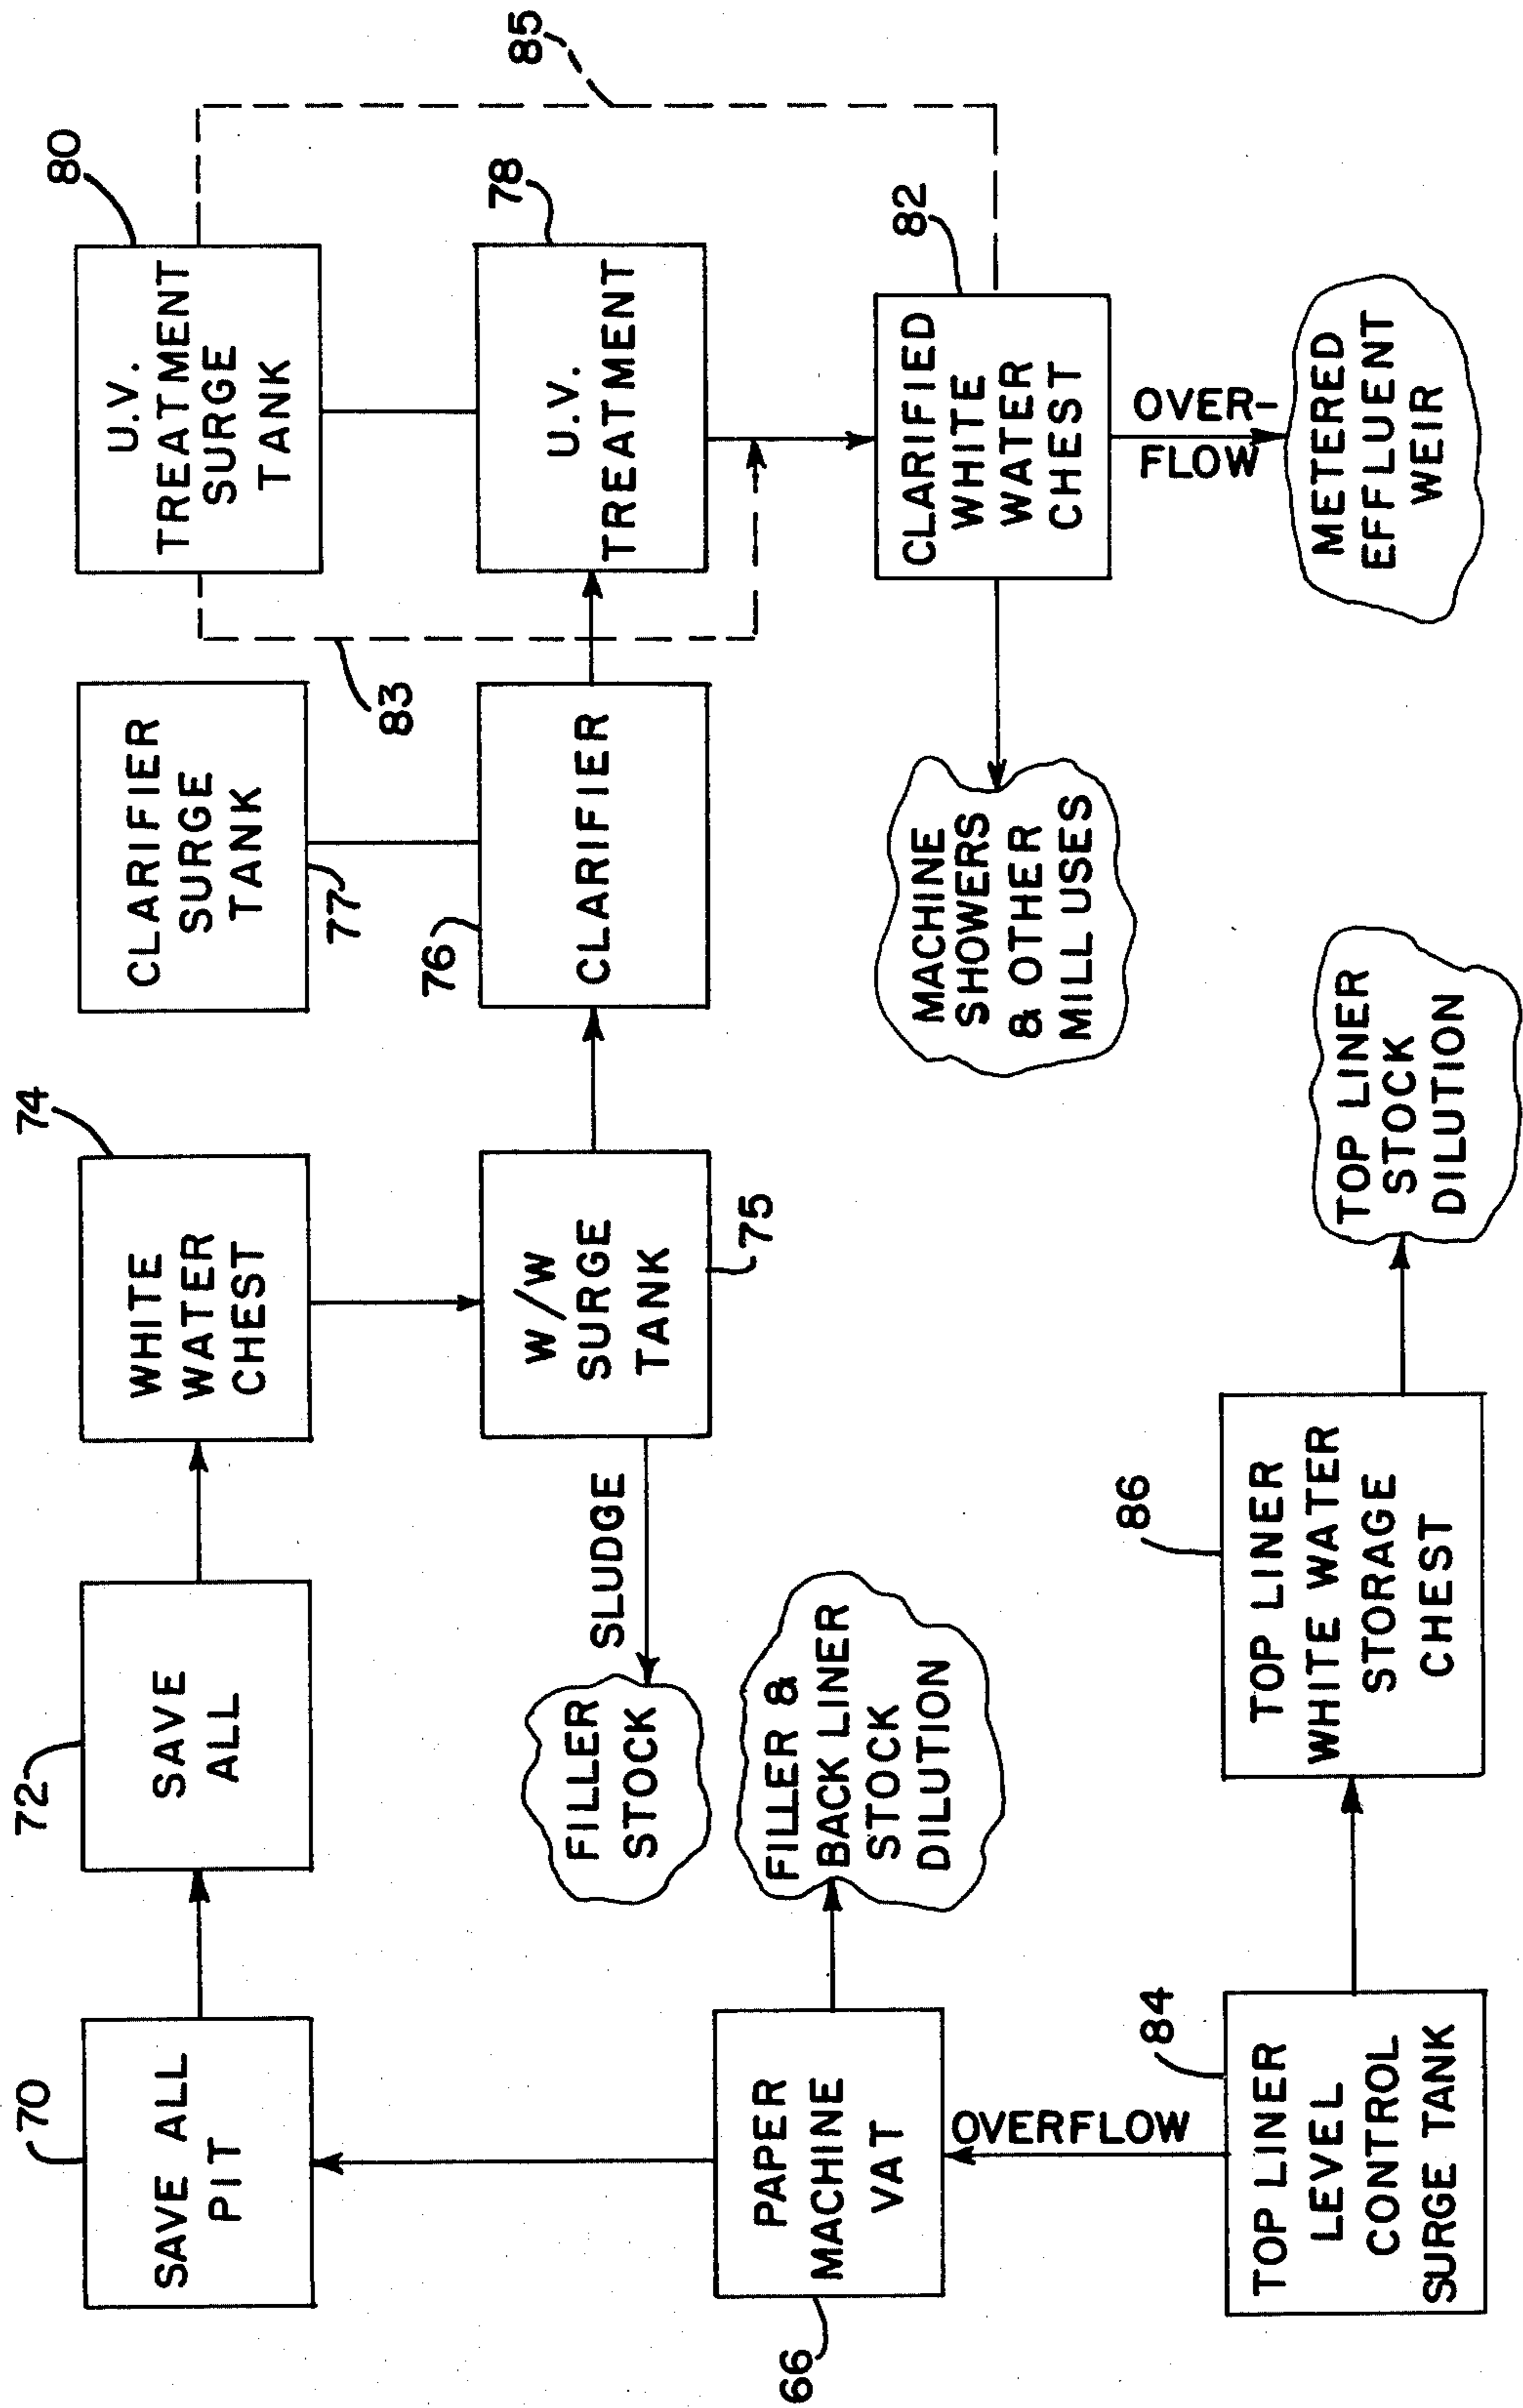 70
SAVE ALL
PIT
72
SAVE
ALL
74
WHITE
WATER
CHEST
CLARIFIER
SURGE
TANK
77
80
U.V.
TREATMENT
SURGE
TANK
85
83
SLUDGE
FILLER
STOCK
W/W
SURGE
TANK
75
76
CLARIFIER
78
U.V.
TREATMENT
66
PAPER
MACHINE
VAT
FILLER &
BACK LINER
STOCK
DILUTION
MACHINE
SHOWERS
& OTHER
MILL USES
82
CLARIFIED
WHITE
WATER
CHEST
OVERFLOW
OVER-
FLOW
84
TOP LINER
LEVEL
CONTROL
SURGE TANK
86
TOP LINER
WHITE WATER
STORAGE
CHEST
TOP LINER
STOCK
DILUTION
METERED
EFFLUENT
WEIR